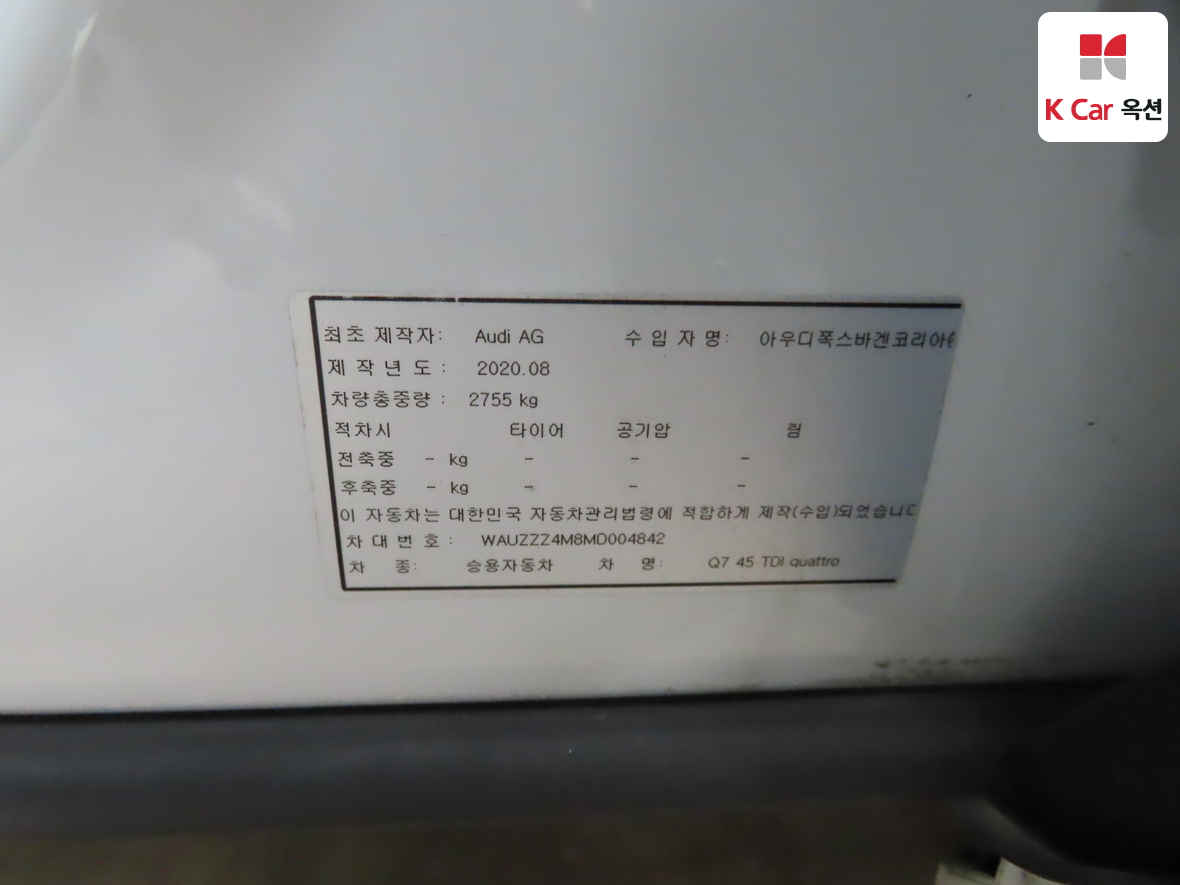 K Car 옥션
최초 제작자: Audi AG 수 입 자 명: 아우디폭스바겐코리아
제 작 년 도 : 2020.08
차량총중량 : 2755 kg
적차시 타이어 공기압 림
전축중 - kg - - -
후축중 - kg - - -
이 자동차는 대한민국 자동차관리법령에 적합하게 제작(수입)되었습니다
차 대 번 호 : WAUZZZ4M8MD004842
차 종: 승용자동차 차 명: Q7 45 TDI quattro